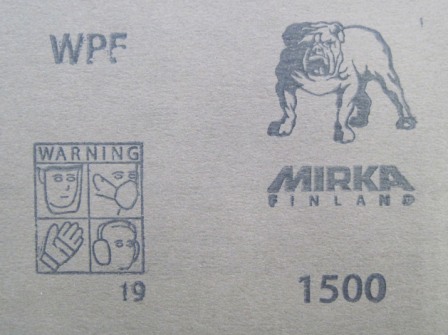 WPF
WARNING
19
MIRKA
FINLAND
1500